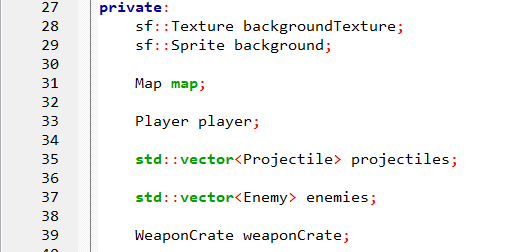 27 private:
28 sf::Texture backgroundTexture;
29 sf::Sprite background;
30
31 Map map;
32
33 Player player;
34
35 std::vector<Projectile> projectiles;
36
37 std::vector<Enemy> enemies;
38
39 WeaponCrate weaponCrate;